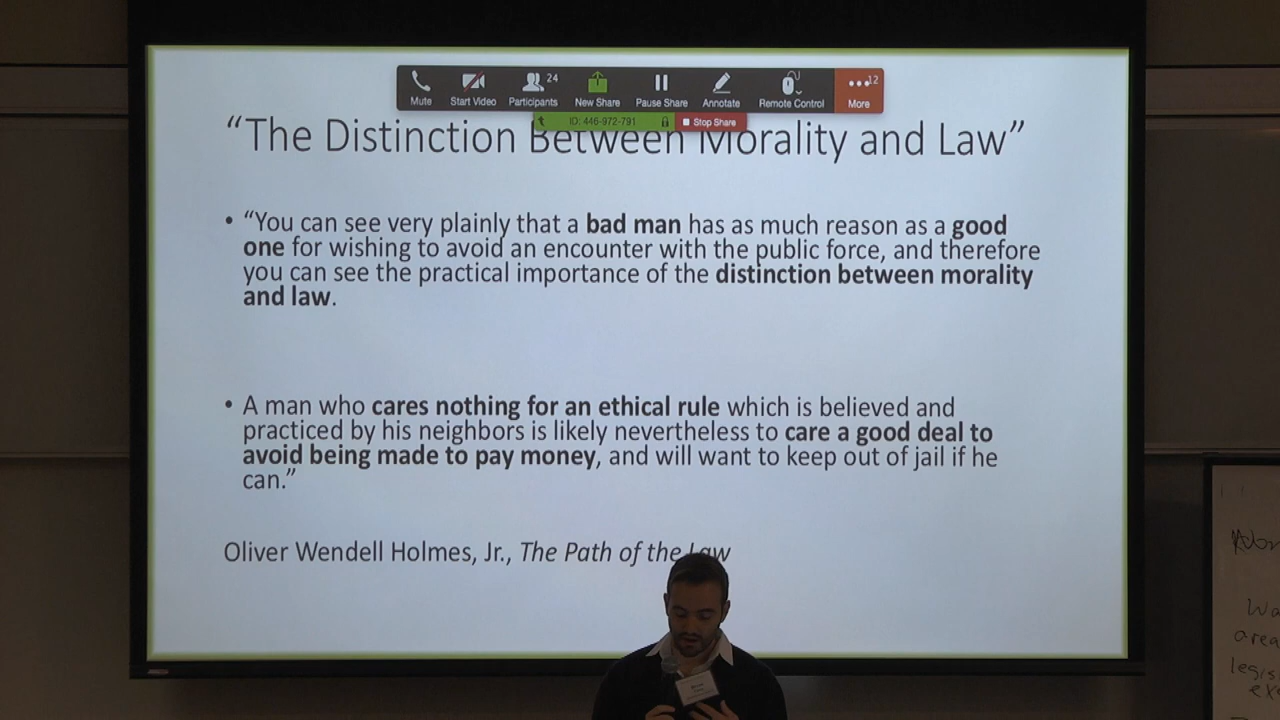 Mute Start Video Participants 24 New Share Pause Share Annotate Remote Control More 12
ID: 446-972-791 Stop Share
“The Distinction Between Morality and Law”
• “You can see very plainly that a bad man has as much reason as a good
one for wishing to avoid an encounter with the public force, and therefore
you can see the practical importance of the distinction between morality
and law.
• A man who cares nothing for an ethical rule which is believed and
practiced by his neighbors is likely nevertheless to care a good deal to
avoid being made to pay money, and will want to keep out of jail if he
can.”
Oliver Wendell Holmes, Jr., The Path of the Law